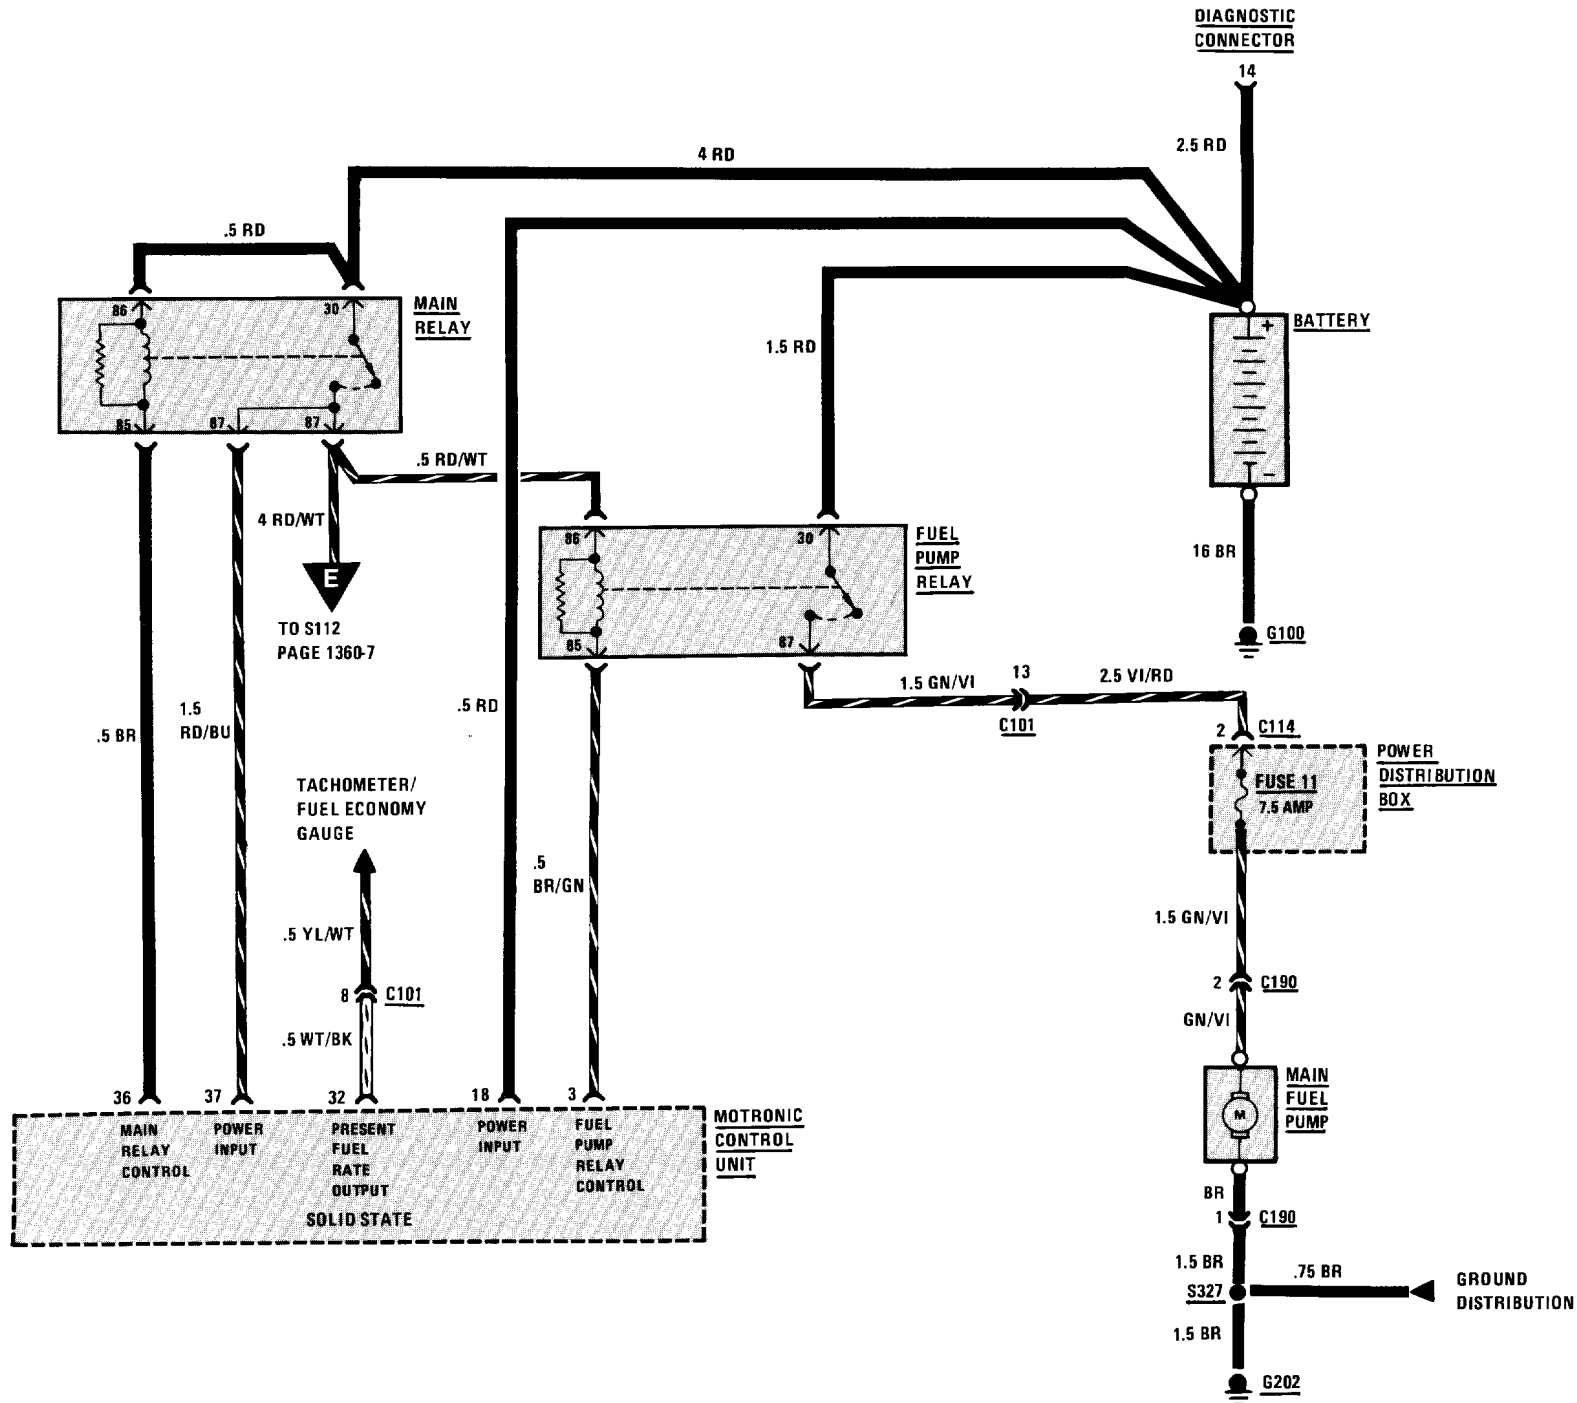 DIAGNOSTIC
CONNECTOR
14
2.5 RD
4 RD
.5 RD
MAIN
RELAY
86
30
85
87
87
BATTERY
+
–
1.5 RD
.5 RD/WT
4 RD/WT
E
TO S112
PAGE 1360-7
FUEL
PUMP
RELAY
86
30
85
87
16 BR
G100
1.5 GN/VI
13
C101
2.5 VI/RD
2
C114
POWER
DISTRIBUTION
BOX
FUSE 11
7.5 AMP
.5 BR
1.5
RD/BU
.5 RD
TACHOMETER/
FUEL ECONOMY
GAUGE
.5
BR/GN
.5 YL/WT
8
C101
.5 WT/BK
1.5 GN/VI
2
C190
GN/VI
MAIN
FUEL
PUMP
M
36
37
32
18
3
MAIN
RELAY
CONTROL
POWER
INPUT
PRESENT
FUEL
RATE
OUTPUT
POWER
INPUT
FUEL
PUMP
RELAY
CONTROL
SOLID STATE
MOTRONIC
CONTROL
UNIT
BR
1
C190
1.5 BR
S327
.75 BR
GROUND
DISTRIBUTION
1.5 BR
G202